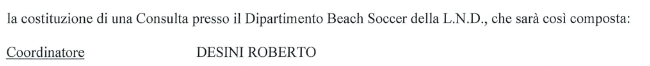 la costituzione di una Consulta presso il Dipartimento Beach Soccer della L.N.D., che sarà così composta:
Coordinatore DESINI ROBERTO